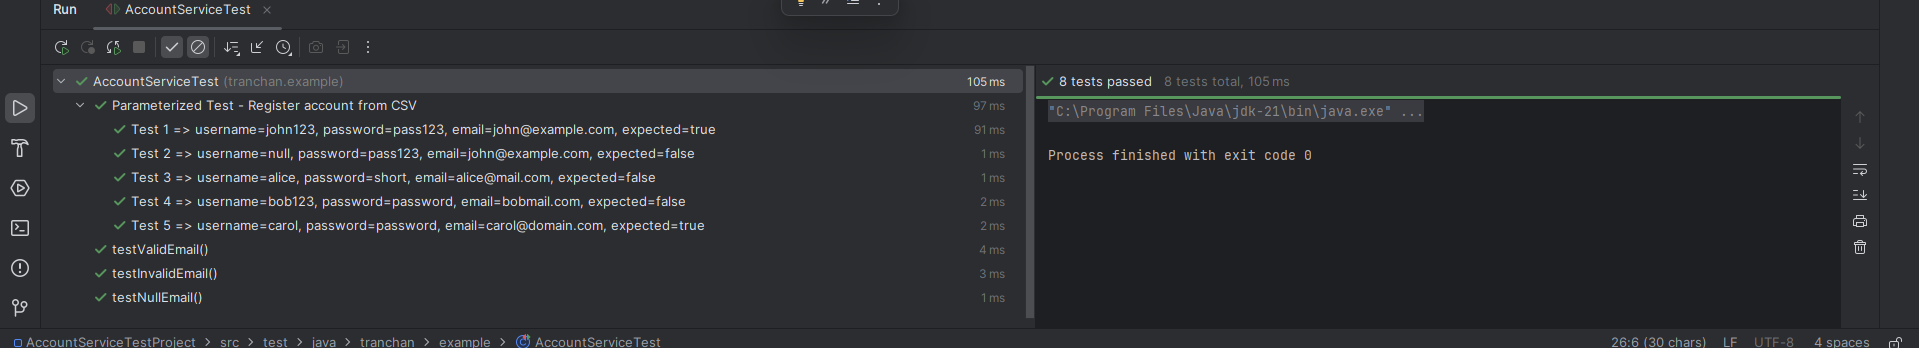 Run AccountServiceTest
AccountServiceTest (tranchan.example) 105 ms
Parameterized Test - Register account from CSV 97 ms
Test 1 => username=john123, password=pass123, email=john@example.com, expected=true 91 ms
Test 2 => username=null, password=pass123, email=john@example.com, expected=false 1 ms
Test 3 => username=alice, password=short, email=alice@mail.com, expected=false 1 ms
Test 4 => username=bob123, password=password, email=bobmail.com, expected=false 2 ms
Test 5 => username=carol, password=password, email=carol@domain.com, expected=true 2 ms
testValidEmail() 4 ms
testInvalidEmail() 3 ms
testNullEmail() 1 ms
8 tests passed 8 tests total, 105 ms
"C:\Program Files\Java\jdk-21\bin\java.exe" ...
Process finished with exit code 0
AccountServiceTestProject > src > test > java > tranchan > example > AccountServiceTest 26:6 (30 chars) LF UTF-8 4 spaces